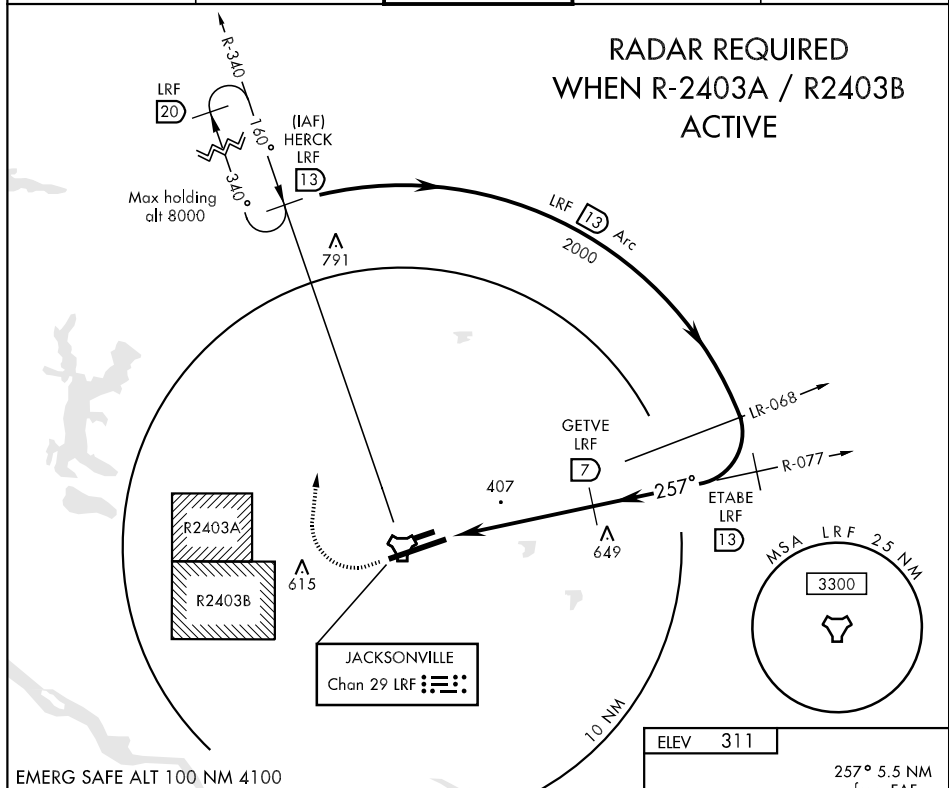 RADAR REQUIRED
WHEN R-2403A / R2403B
ACTIVE
R-340
LRF
20
160°
340°
(IAF)
HERCK
LRF
13
Max holding
alt 8000
791
LRF 13 Arc
2000
LR-068
R-077
GETVE
LRF
7
257°
ETABE
LRF
13
407
649
R2403A
R2403B
615
MSA LRF 25 NM
3300
JACKSONVILLE
Chan 29 LRF
10 NM
ELEV 311
EMERG SAFE ALT 100 NM 4100
257° 5.5 NM